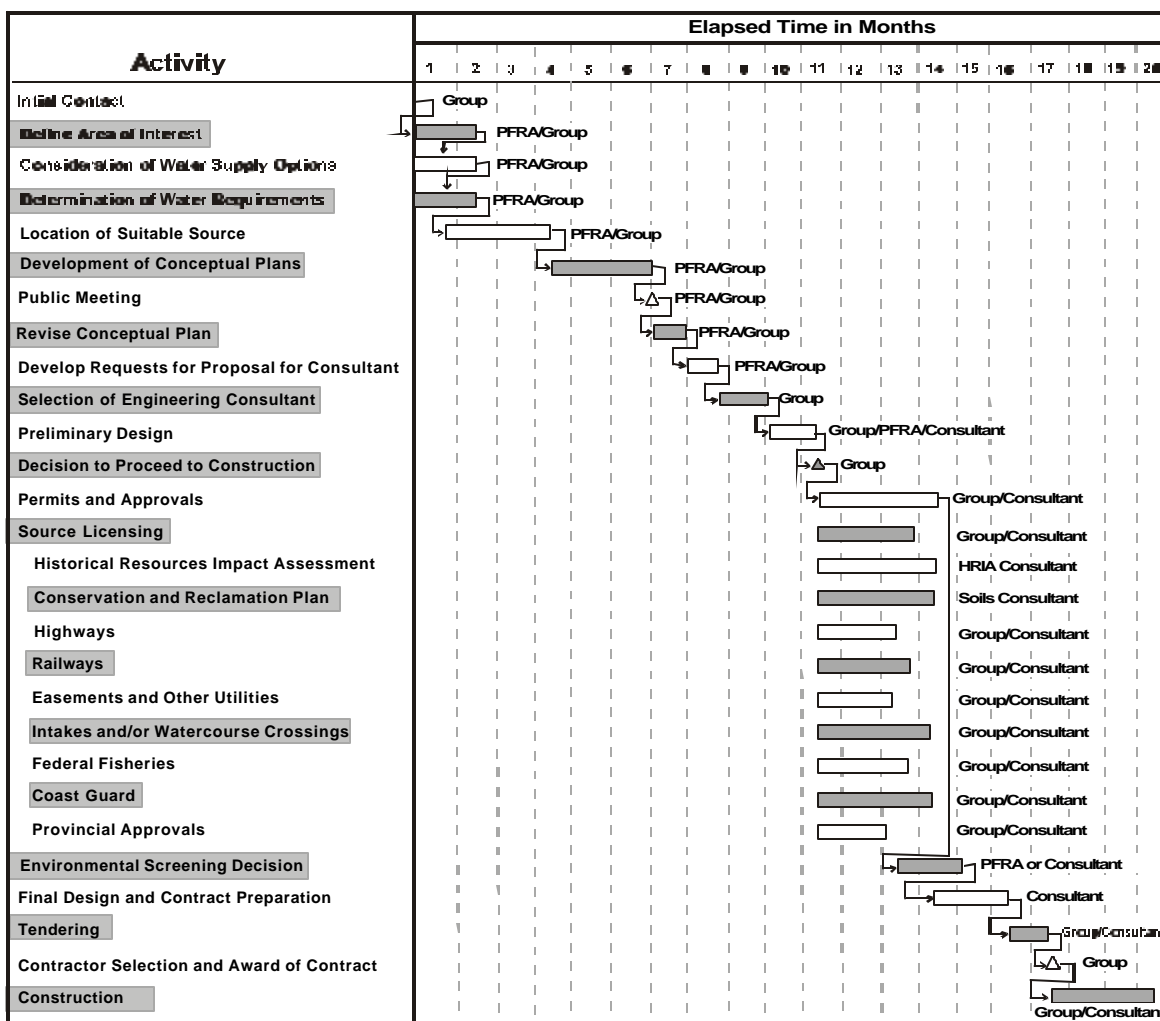 Elapsed Time in Months
Activity
1 2 3 4 5 6 7 8 9 10 11 12 13 14 15 16 17 18 19 20
Initial Contact Group
Define Area of Interest PFRA/Group
Consideration of Water Supply Options PFRA/Group
Determination of Water Requirements PFRA/Group
Location of Suitable Source PFRA/Group
Development of Conceptual Plans PFRA/Group
Public Meeting PFRA/Group
Revise Conceptual Plan PFRA/Group
Develop Requests for Proposal for Consultant PFRA/Group
Selection of Engineering Consultant Group
Preliminary Design Group/PFRA/Consultant
Decision to Proceed to Construction Group
Permits and Approvals Group/Consultant
Source Licensing Group/Consultant
Historical Resources Impact Assessment HRIA Consultant
Conservation and Reclamation Plan Soils Consultant
Highways Group/Consultant
Railways Group/Consultant
Easements and Other Utilities Group/Consultant
Intakes and/or Watercourse Crossings Group/Consultant
Federal Fisheries Group/Consultant
Coast Guard Group/Consultant
Provincial Approvals Group/Consultant
Environmental Screening Decision PFRA or Consultant
Final Design and Contract Preparation Consultant
Tendering Group/Consultan
Contractor Selection and Award of Contract Group
Construction
Group/Consultan